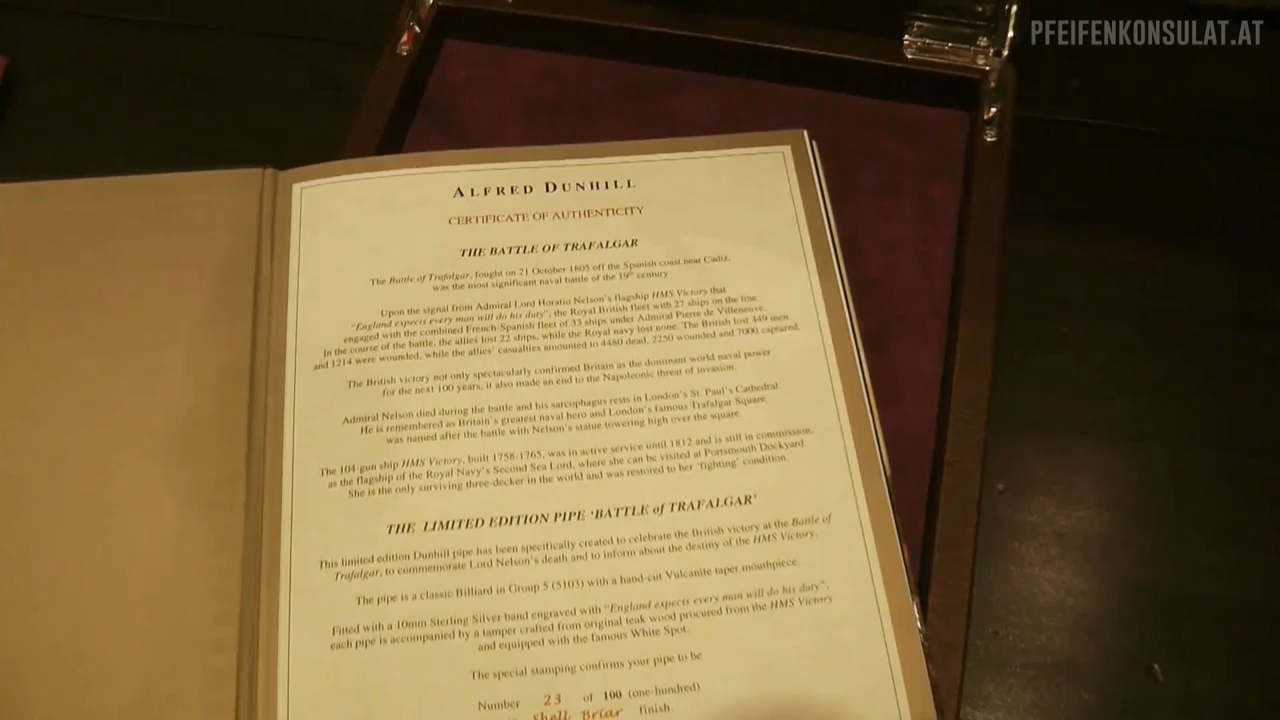 PFEIFENKONSULAT.AT
ALFRED DUNHILL
CERTIFICATE OF AUTHENTICITY
THE BATTLE OF TRAFALGAR
The Battle of Trafalgar, fought on 21 October 1805 off the Spanish coast near Cadiz,
was the most significant naval battle of the 19th century
Upon the signal from Admiral Lord Horatio Nelson's flagship HMS Victory that
"England expects every man will do his duty", the Royal British fleet with 27 ships on the line
engaged with the combined French-Spanish fleet of 33 ships under Admiral Pierre de Villeneuve.
In the course of the battle, the allies lost 22 ships, while the Royal navy lost none. The British lost 449 men
and 1214 were wounded, while the allies' casualties amounted to 4480 dead, 2250 wounded and 7000 captured.
The British victory not only spectacularly confirmed Britain as the dominant world naval power
for the next 100 years, it also made an end to the Napoleonic threat of invasion.
Admiral Nelson died during the battle and his sarcophagus rests in London's St. Paul's Cathedral.
He is remembered as Britain's greatest naval hero and London's famous Trafalgar Square
was named after the battle with Nelson's statue towering high over the square.
The 104-gun ship HMS Victory, built 1758-1765, was in active service until 1812 and is still in commission,
as the flagship of the Royal Navy's Second Sea Lord, where she can be visited at Portsmouth Dockyard.
She is the only surviving three-decker in the world and was restored to her 'fighting' condition.
THE LIMITED EDITION PIPE 'BATTLE of TRAFALGAR'
This limited edition Dunhill pipe has been specifically created to celebrate the British victory at the Battle of
Trafalgar, to commemorate Lord Nelson's death and to inform about the destiny of the HMS Victory.
The pipe is a classic Billiard in Group 5 (5103) with a hand-cut Vulcanite taper mouthpiece.
Fitted with a 10mm Sterling Silver band engraved with "England expects every man will do his duty",
each pipe is accompanied by a tamper crafted from original teak wood procured from the HMS Victory
and equipped with the famous White Spot.
The special stamping confirms your pipe to be
Number 23 of 100 (one-hundred)
Shell Briar finish.